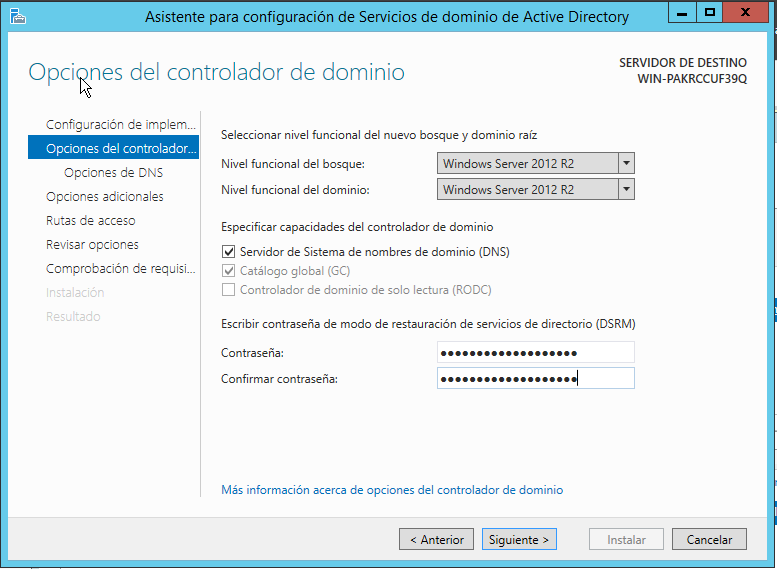 Asistente para configuración de Servicios de dominio de Active Directory
Opciones del controlador de dominio
SERVIDOR DE DESTINO
WIN-PAKRCCUF39Q
Configuración de implem...
Opciones del controlador...
Opciones de DNS
Opciones adicionales
Rutas de acceso
Revisar opciones
Comprobación de requisi...
Instalación
Resultado
Seleccionar nivel funcional del nuevo bosque y dominio raíz
Nivel funcional del bosque: Windows Server 2012 R2
Nivel funcional del dominio: Windows Server 2012 R2
Especificar capacidades del controlador de dominio
Servidor de Sistema de nombres de dominio (DNS)
Catálogo global (GC)
Controlador de dominio de solo lectura (RODC)
Escribir contraseña de modo de restauración de servicios de directorio (DSRM)
Contraseña: ●●●●●●●●●●●●●●●●●●●
Confirmar contraseña: ●●●●●●●●●●●●●●●●●●●
Más información acerca de opciones del controlador de dominio
< Anterior Siguiente > Instalar Cancelar